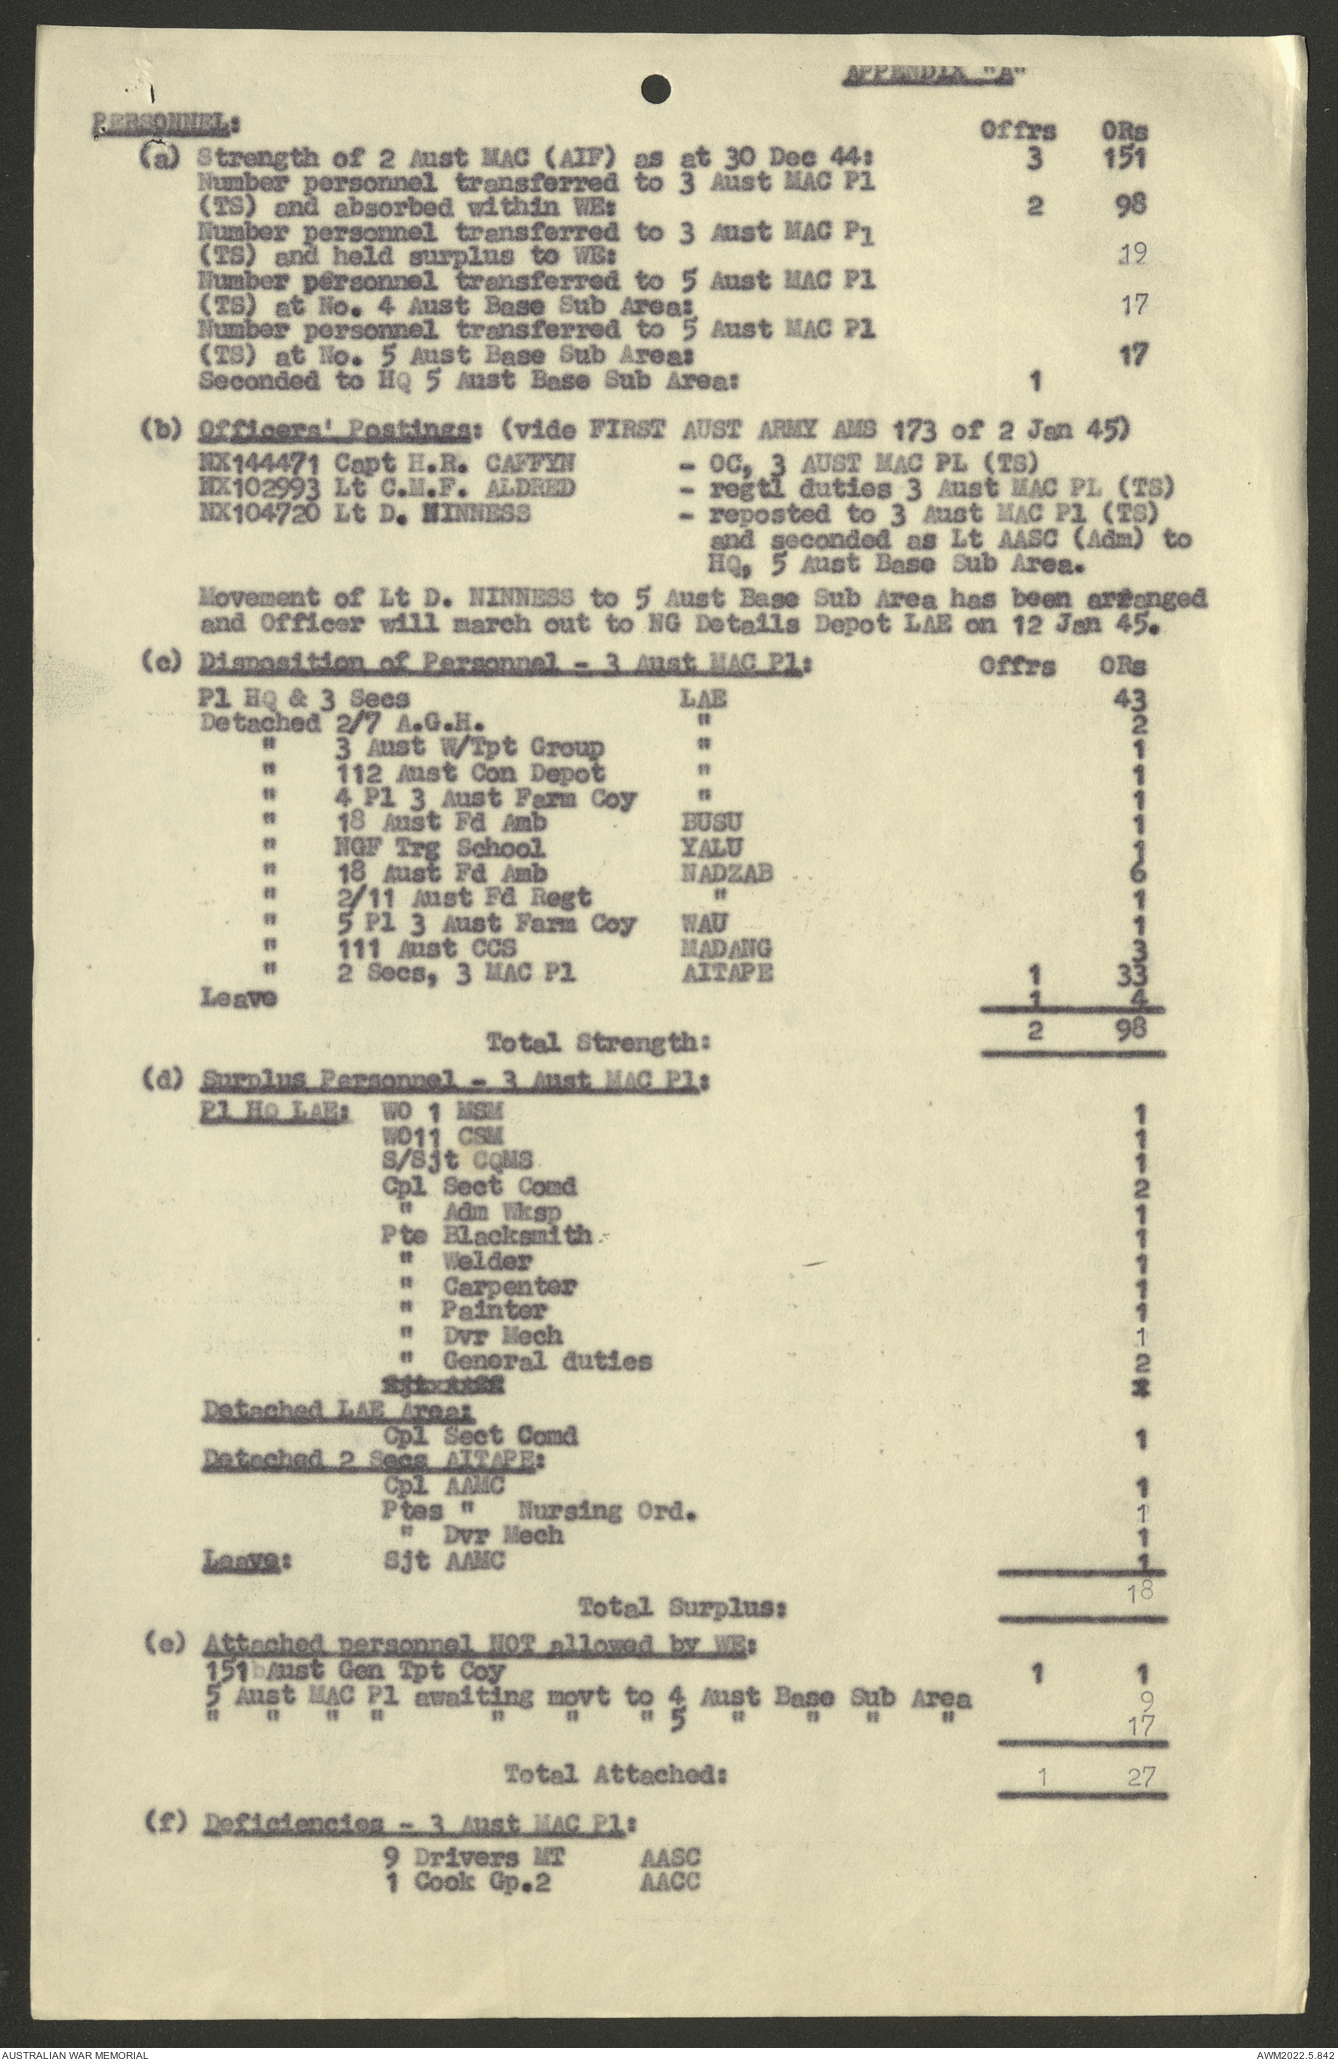 APPENDIX "A"
PERSONNEL:
Offrs ORs
(a) Strength of 2 Aust MAC (AIF) as at 30 Dec 44: 3 151
Number personnel transferred to 3 Aust MAC Pl
(TS) and absorbed within WE: 2 98
Number personnel transferred to 3 Aust MAC Pl
(TS) and held surplus to WE: 19
Number personnel transferred to 5 Aust MAC Pl
(TS) at No. 4 Aust Base Sub Area: 17
Number personnel transferred to 5 Aust MAC Pl
(TS) at No. 5 Aust Base Sub Area: 17
Seconded to HQ 5 Aust Base Sub Area: 1
(b) Officers' Postings: (vide FIRST AUST ARMY AMS 173 of 2 Jan 45)
NX144471 Capt H.R. CAFFYN - OC, 3 AUST MAC PL (TS)
NX102993 Lt C.M.F. ALDRED - regtl duties 3 Aust MAC PL (TS)
NX104720 Lt D. NINNESS - reposted to 3 Aust MAC Pl (TS)
and seconded as Lt AASC (Adm) to
HQ, 5 Aust Base Sub Area.
Movement of Lt D. NINNESS to 5 Aust Base Sub Area has been arranged
and Officer will march out to NG Details Depot LAE on 12 Jan 45.
(c) Disposition of Personnel - 3 Aust MAC Pl: Offrs ORs
Pl HQ & 3 Secs LAE 43
Detached 2/7 A.G.H. " 2
" 3 Aust W/Tpt Group " 1
" 112 Aust Con Depot " 1
" 4 Pl 3 Aust Farm Coy " 1
" 18 Aust Fd Amb BUSU 1
" NGF Trg School YALU 1
" 18 Aust Fd Amb NADZAB 6
" 2/11 Aust Fd Regt " 1
" 5 Pl 3 Aust Farm Coy WAU 1
" 111 Aust CCS MADANG 3
" 2 Secs, 3 MAC Pl AITAPE 1 33
Leave 1 4
Total Strength: 2 98
(d) Surplus Personnel - 3 Aust MAC Pl:
Pl HQ LAE: WO 1 MSM 1
WO11 CSM 1
S/Sjt CQMS 1
Cpl Sect Comd 2
" Adm Wksp 1
Pte Blacksmith 1
" Welder 1
" Carpenter 1
" Painter 1
" Dvr Mech 1
" General duties 2
Detached LAE Area:
Cpl Sect Comd 1
Detached 2 Secs AITAPE:
Cpl AAMC 1
Ptes " Nursing Ord. 1
" Dvr Mech 1
Leave: Sjt AAMC 1
Total Surplus: 18
(e) Attached personnel NOT allowed by WE:
151 Aust Gen Tpt Coy 1 1
5 Aust MAC Pl awaiting movt to 4 Aust Base Sub Area 9
" " " " " " " 5 " " " " 17
Total Attached: 1 27
(f) Deficiencies - 3 Aust MAC Pl:
9 Drivers MT AASC
1 Cook Gp.2 AACC
AUSTRALIAN WAR MEMORIAL AWM2022.5.842